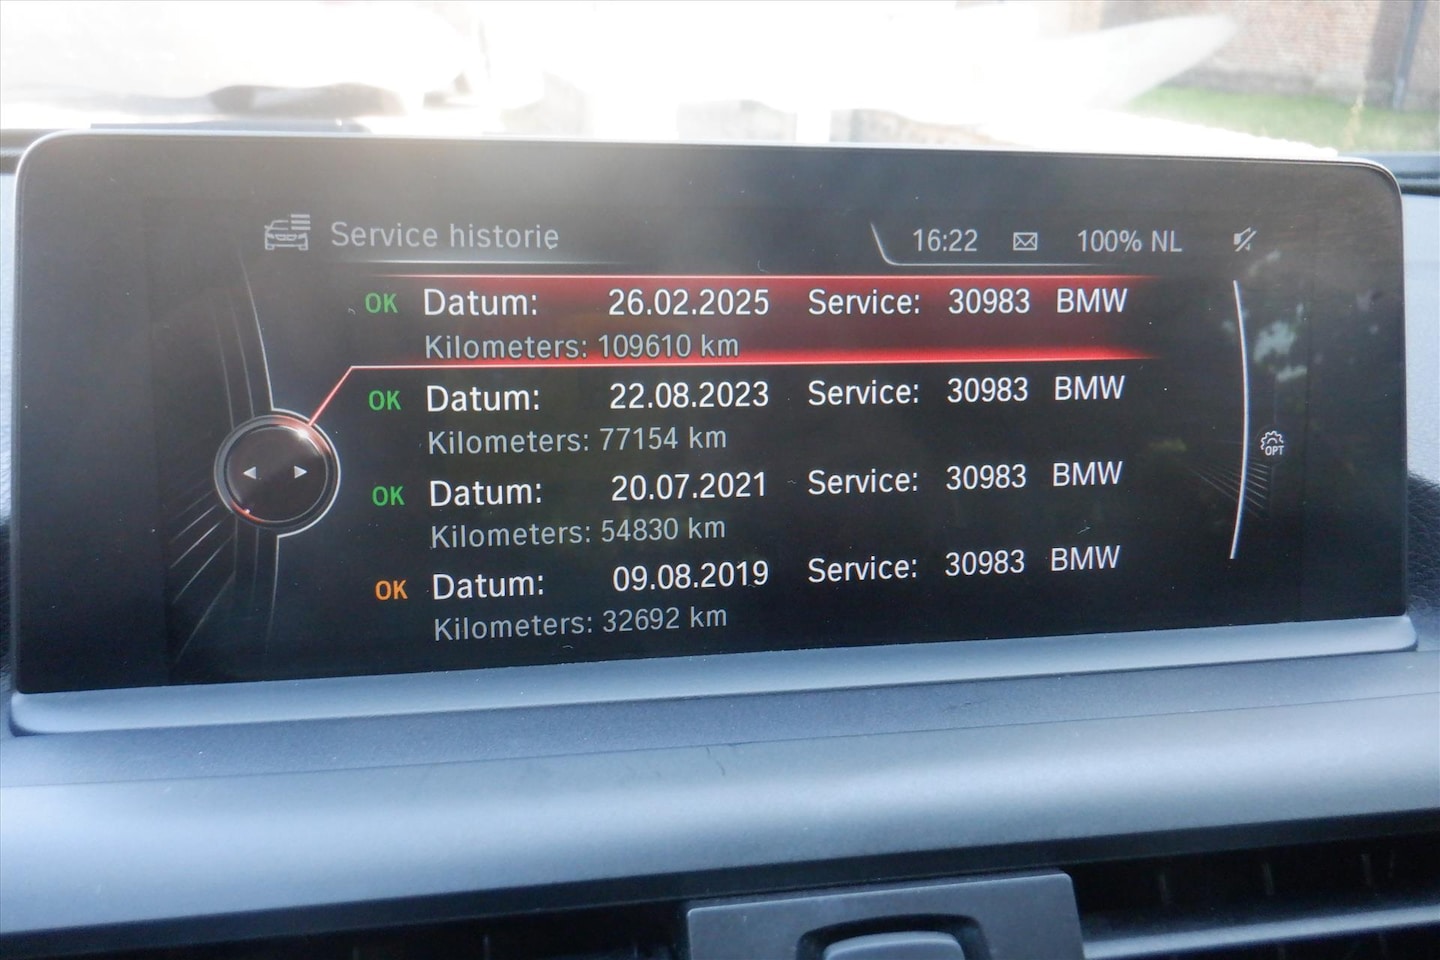 Service historie 16:22 100% NL
OK Datum: 26.02.2025 Service: 30983 BMW
Kilometers: 109610 km
OK Datum: 22.08.2023 Service: 30983 BMW
Kilometers: 77154 km
OK Datum: 20.07.2021 Service: 30983 BMW
Kilometers: 54830 km
OK Datum: 09.08.2019 Service: 30983 BMW
Kilometers: 32692 km
OPT